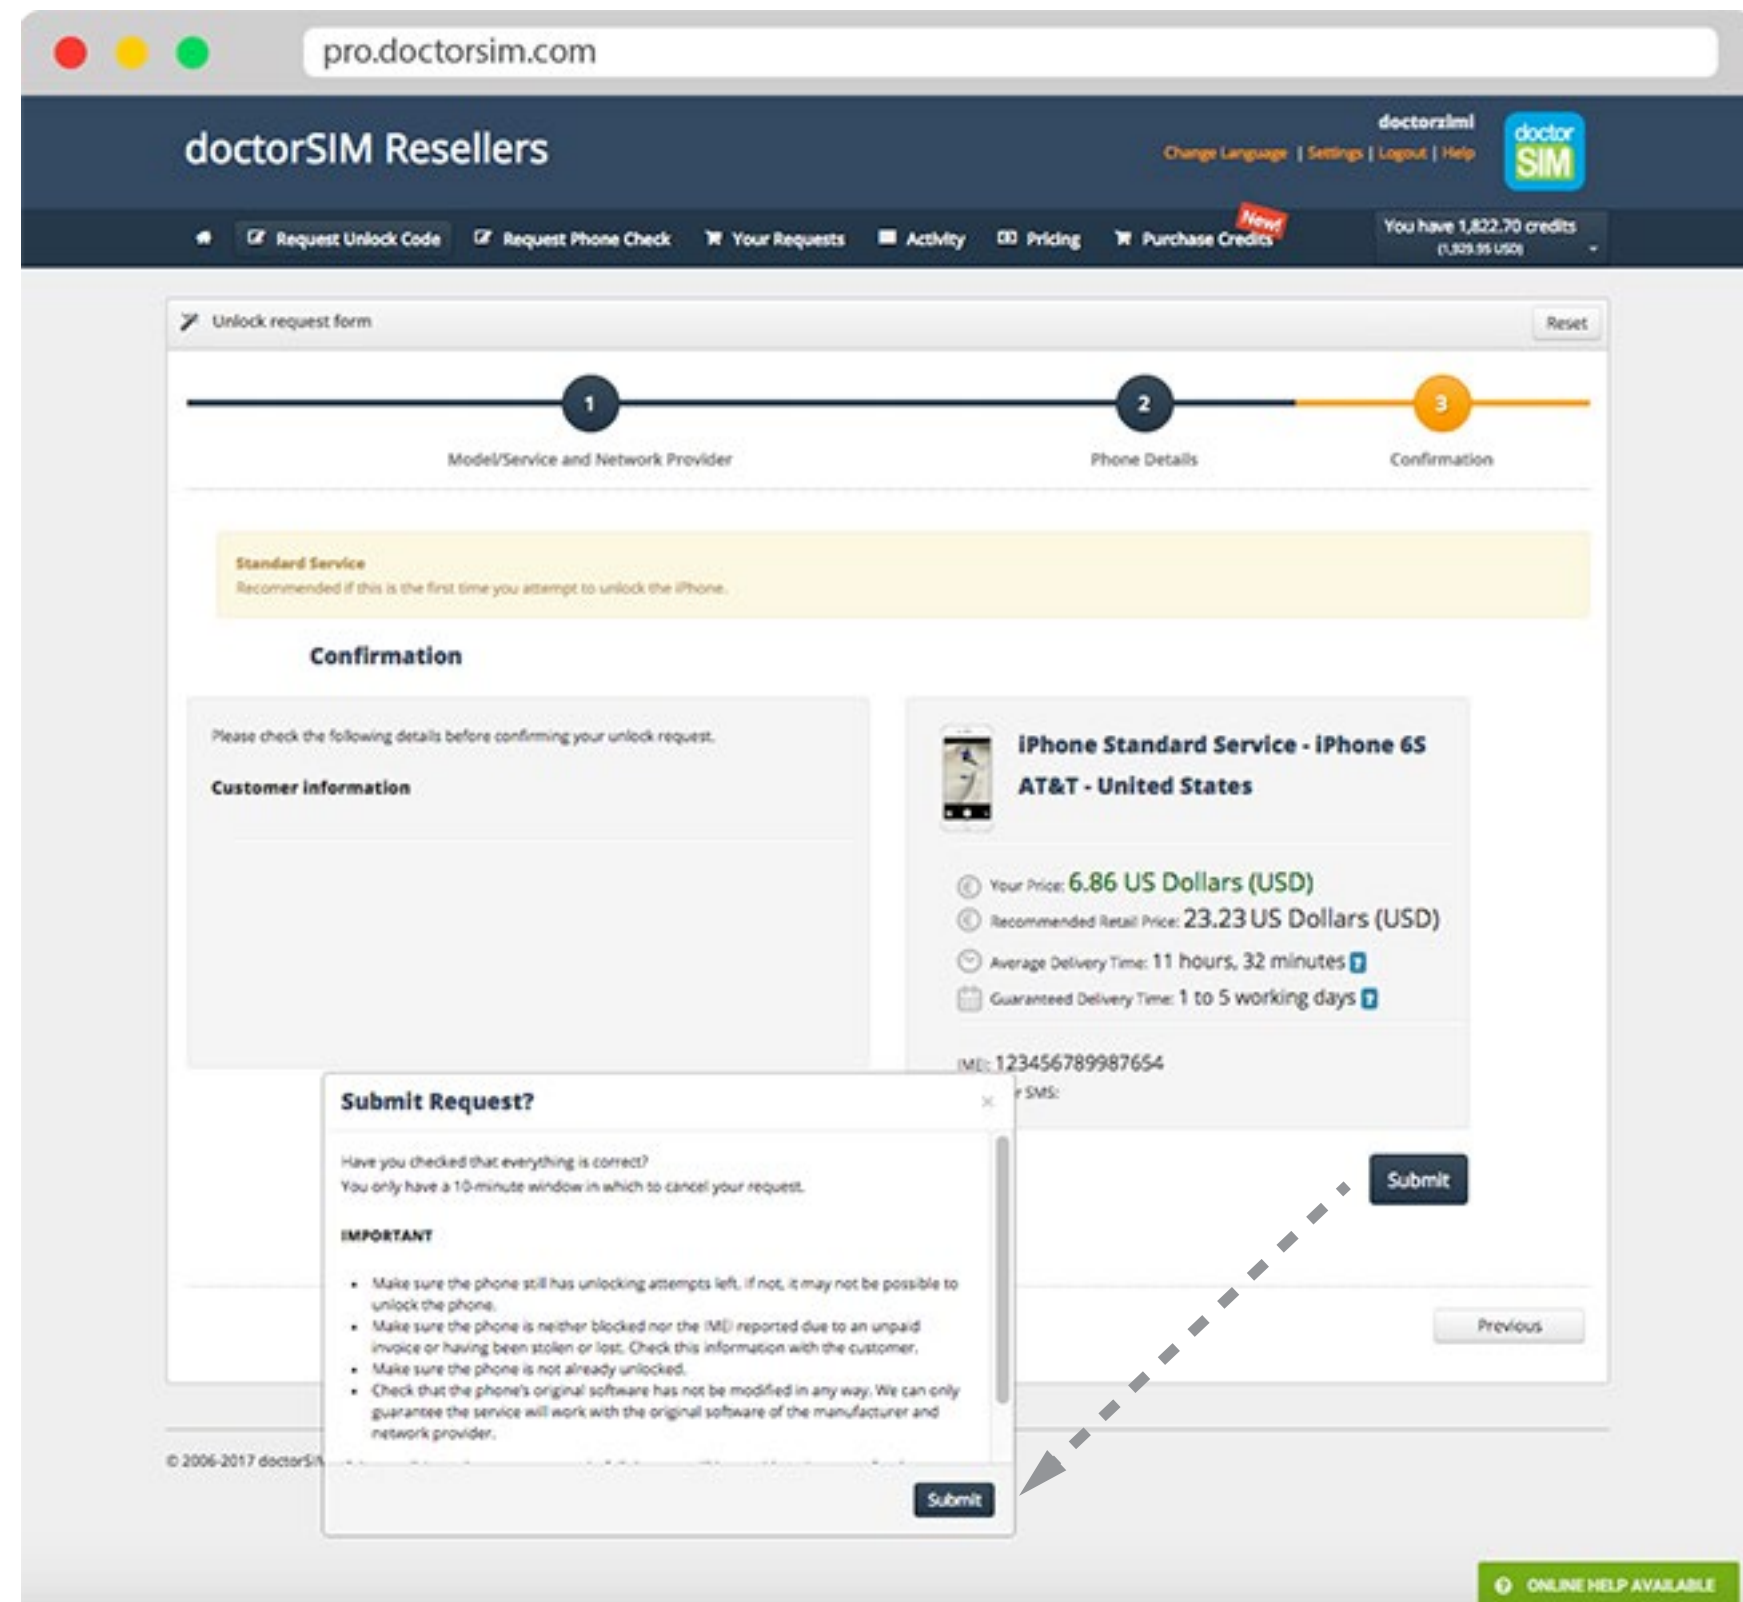 pro.doctorsim.com
doctorSIM Resellers
doctorzimi
Change Language | Settings | Logout | Help
doctor
SIM
Request Unlock Code
Request Phone Check
Your Requests
Activity
Pricing
Purchase Credits
New!
You have 1,822.70 credits
Unlock request form
Reset
1
2
3
Model/Service and Network Provider
Phone Details
Confirmation
Standard Service
Recommended if this is the first time you attempt to unlock the iPhone.
Confirmation
Please check the following details before confirming your unlock request.
Customer information
iPhone Standard Service - iPhone 6S
AT&T - United States
Your Price: 6.86 US Dollars (USD)
Recommended Retail Price: 23.23 US Dollars (USD)
Average Delivery Time: 11 hours, 32 minutes ?
Guaranteed Delivery Time: 1 to 5 working days ?
IMEI: 123456789987654
r SMS:
Submit
Previous
Submit Request?
×
Have you checked that everything is correct?
You only have a 10-minute window in which to cancel your request.
IMPORTANT
• Make sure the phone still has unlocking attempts left. If not, it may not be possible to
unlock the phone.
• Make sure the phone is neither blocked nor the IMEI reported due to an unpaid
invoice or having been stolen or lost. Check this information with the customer.
• Make sure the phone is not already unlocked.
• Check that the phone's original software has not be modified in any way. We can only
guarantee the service will work with the original software of the manufacturer and
network provider.
Submit
© 2006-2017 doctorSIM
ONLINE HELP AVAILABLE